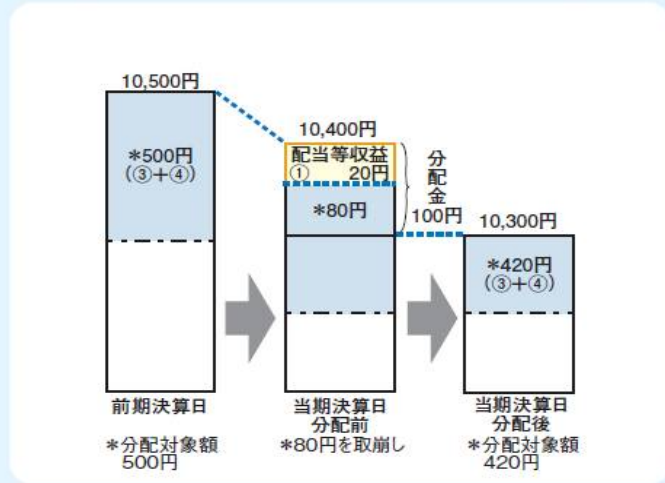 10,500円
*500円
(③+④)
10,400円
配当等収益
① 20円
*80円
分配金
100円
10,300円
*420円
(③+④)
前期決算日
*分配対象額
500円
当期決算日
分配前
*80円を取崩し
当期決算日
分配後
*分配対象額
420円